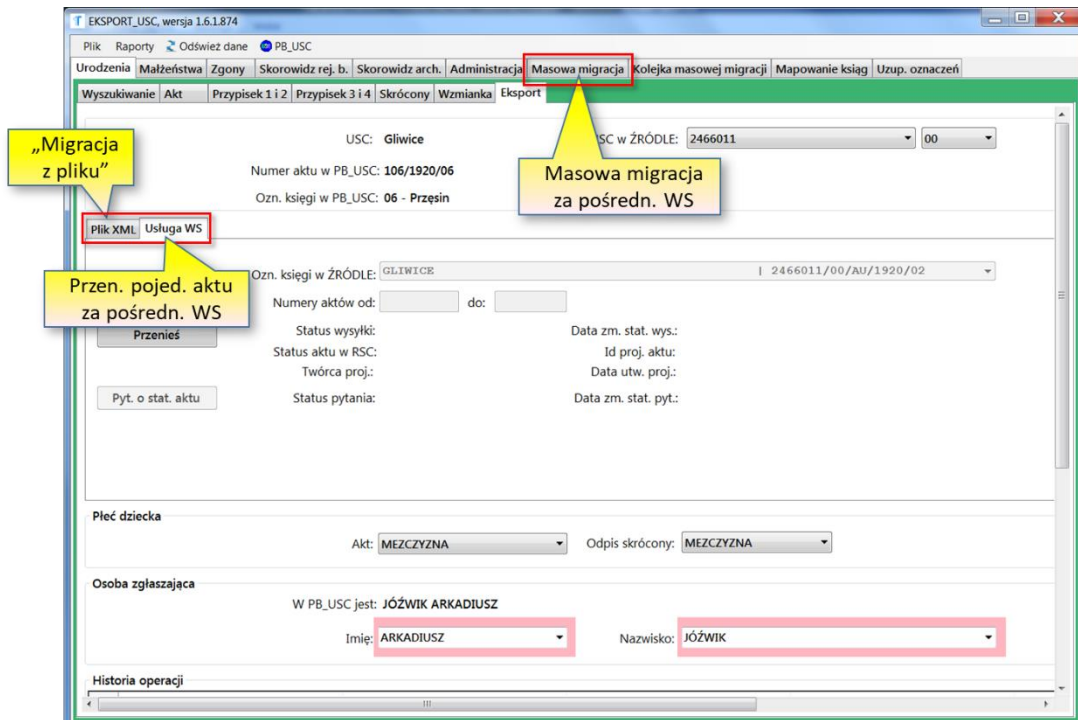 EKSPORT_USC, wersja 1.6.1.874
Plik Raporty Odśwież dane PB_USC
Urodzenia Małżeństwa Zgony Skorowidz rej. b. Skorowidz arch. Administracja Masowa migracja Kolejka masowej migracji Mapowanie ksiąg Uzup. oznaczeń
Wyszukiwanie Akt Przypisek 1 i 2 Przypisek 3 i 4 Skrócony Wzmianka Eksport
USC: Gliwice SC w ŹRÓDLE: 2466011 00
„Migracja
z pliku”
Numer aktu w PB_USC: 106/1920/06
Masowa migracja
za pośredn. WS
Ozn. księgi w PB_USC: 06 - Przęsin
Plik XML Usługa WS
Ozn. księgi w ŹRÓDLE: GLIWICE | 2466011/00/AU/1920/02
Przen. pojed. aktu
za pośredn. WS
Numery aktów od: do:
Przenieś Status wysyłki: Data zm. stat. wys.:
Status aktu w RSC: Id proj. aktu:
Twórca proj.: Data utw. proj.:
Pyt. o stat. aktu Status pytania: Data zm. stat. pyt.:
Płeć dziecka
Akt: MEZCZYZNA Odpis skrócony: MEZCZYZNA
Osoba zgłaszająca
W PB_USC jest: JÓŹWIK ARKADIUSZ
Imię: ARKADIUSZ Nazwisko: JÓŹWIK
Historia operacji